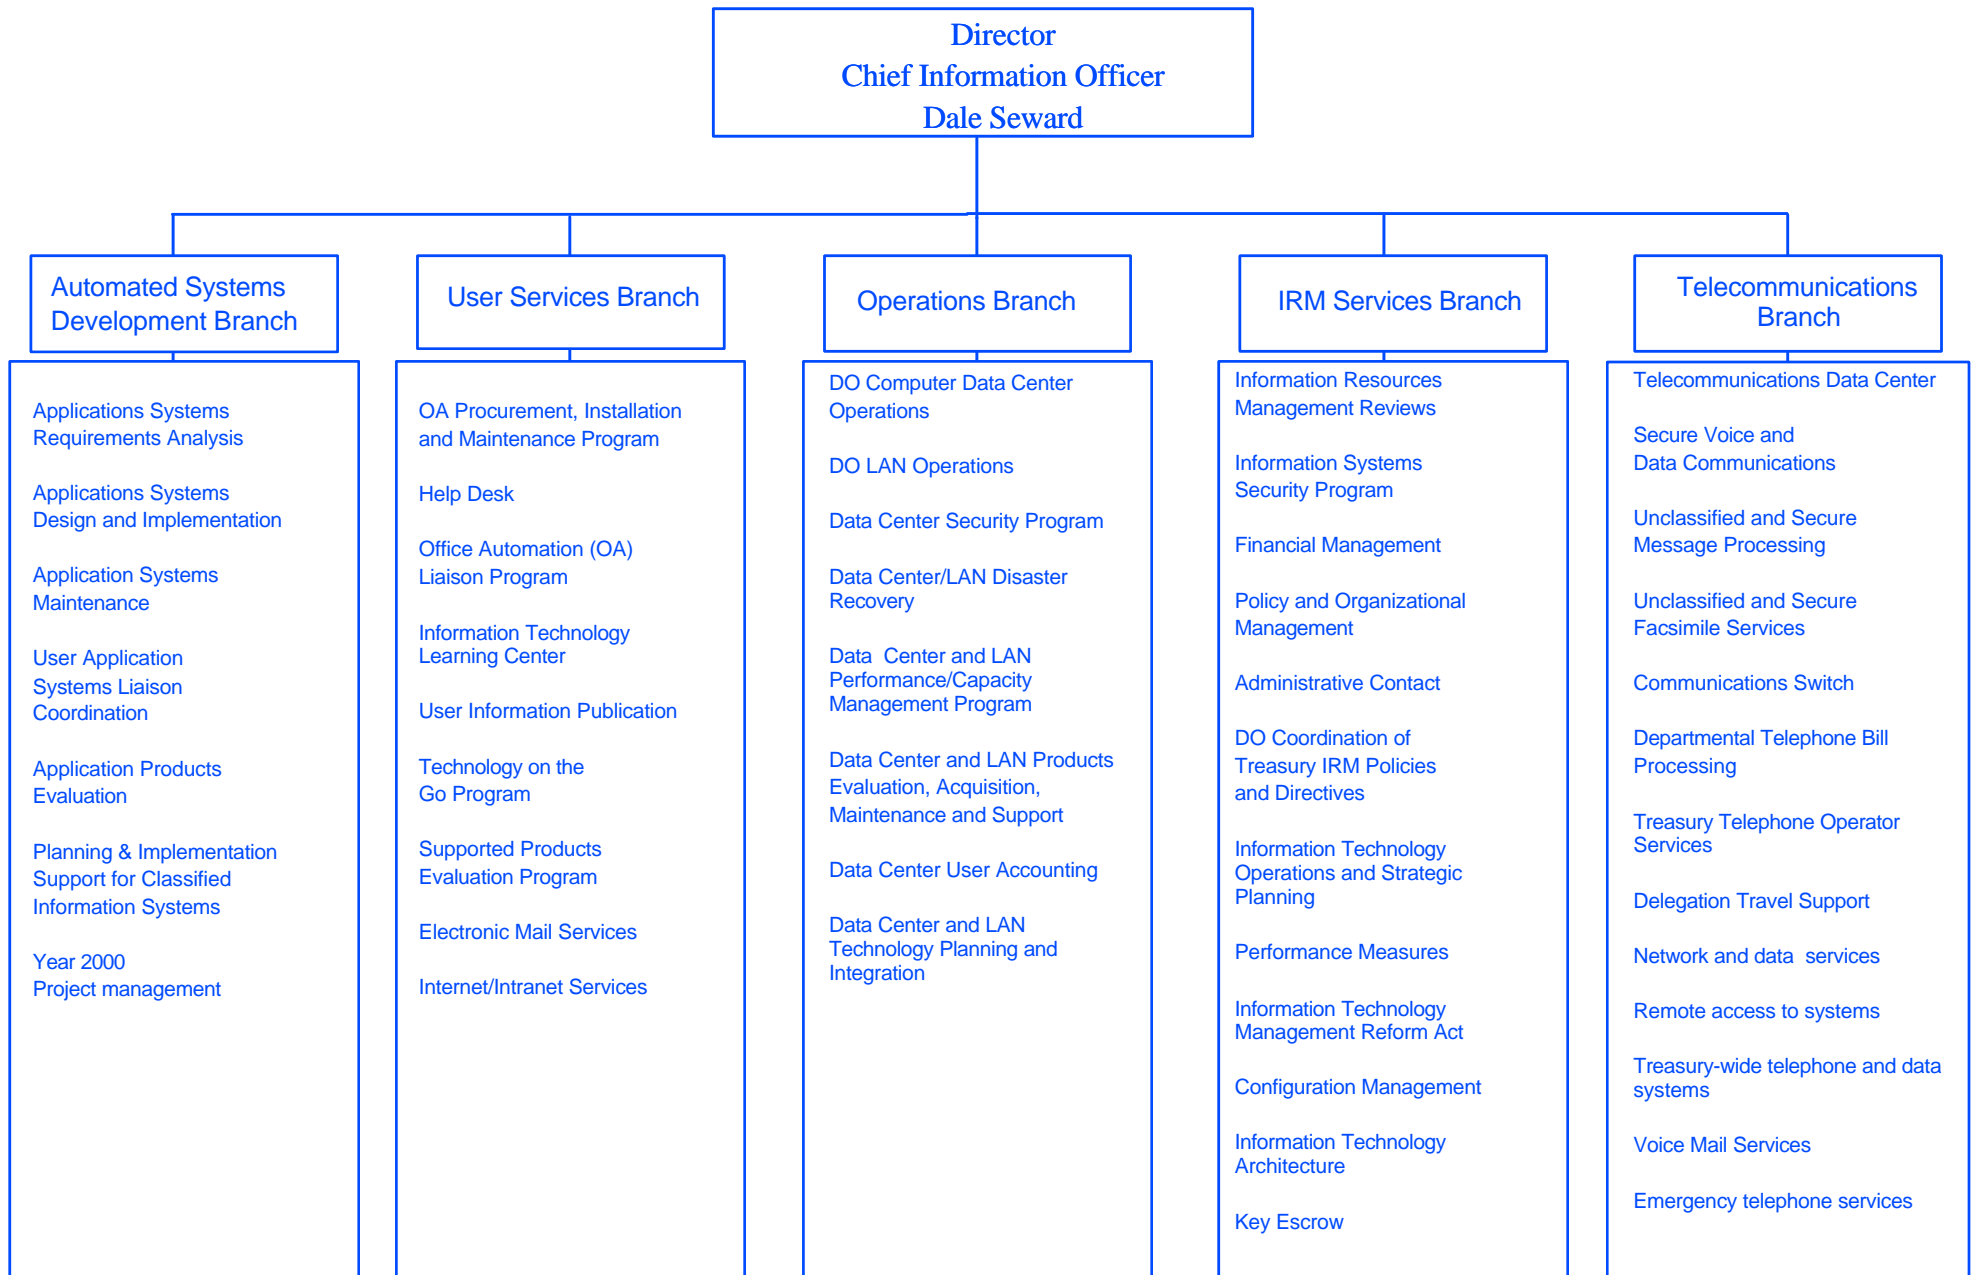 Director
Chief Information Officer
Dale Seward
Automated Systems
Development Branch
User Services Branch
Operations Branch
IRM Services Branch
Telecommunications
Branch
Applications Systems
Requirements Analysis
Applications Systems
Design and Implementation
Application Systems
Maintenance
User Application
Systems Liaison
Coordination
Application Products
Evaluation
Planning & Implementation
Support for Classified
Information Systems
Year 2000
Project management
OA Procurement, Installation
and Maintenance Program
Help Desk
Office Automation (OA)
Liaison Program
Information Technology
Learning Center
User Information Publication
Technology on the
Go Program
Supported Products
Evaluation Program
Electronic Mail Services
Internet/Intranet Services
DO Computer Data Center
Operations
DO LAN Operations
Data Center Security Program
Data Center/LAN Disaster
Recovery
Data Center and LAN
Performance/Capacity
Management Program
Data Center and LAN Products
Evaluation, Acquisition,
Maintenance and Support
Data Center User Accounting
Data Center and LAN
Technology Planning and
Integration
Information Resources
Management Reviews
Information Systems
Security Program
Financial Management
Policy and Organizational
Management
Administrative Contact
DO Coordination of
Treasury IRM Policies
and Directives
Information Technology
Operations and Strategic
Planning
Performance Measures
Information Technology
Management Reform Act
Configuration Management
Information Technology
Architecture
Key Escrow
Telecommunications Data Center
Secure Voice and
Data Communications
Unclassified and Secure
Message Processing
Unclassified and Secure
Facsimile Services
Communications Switch
Departmental Telephone Bill
Processing
Treasury Telephone Operator
Services
Delegation Travel Support
Network and data services
Remote access to systems
Treasury-wide telephone and data
systems
Voice Mail Services
Emergency telephone services